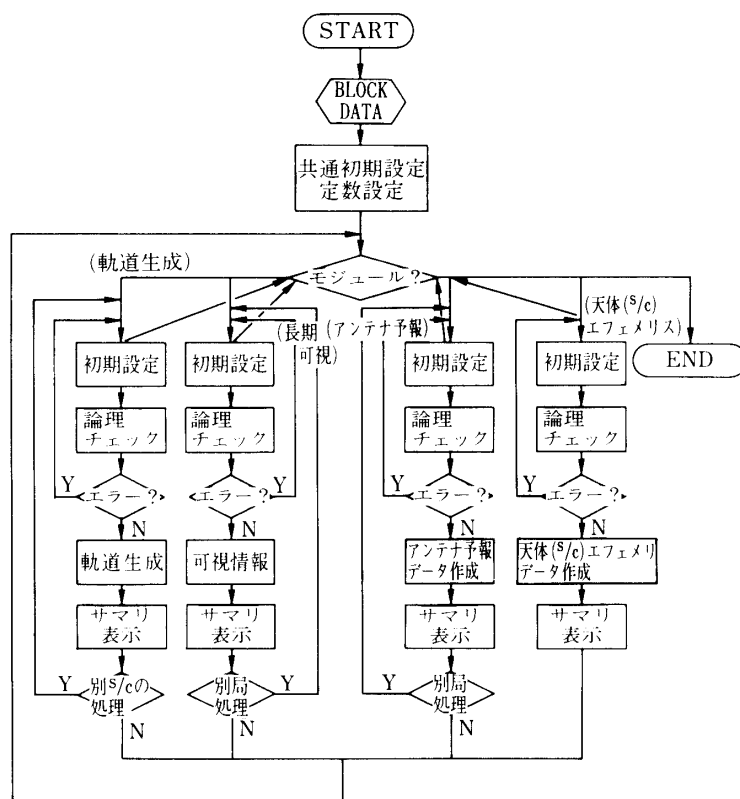 START
BLOCK
DATA
共通初期設定
定数設定
モジュール?
(軌道生成)
(長期
可視)
(アンテナ予報)
(天体(s/c)
エフェメリス)
END
初期設定
初期設定
初期設定
初期設定
論理
チェック
論理
チェック
論理
チェック
論理
チェック
Y
エラー?
N
エラー?
Y
N
Y
エラー?
N
Y
エラー?
N
軌道生成
可視情報
アンテナ予報
データ作成
天体(s/c)エフェメリ
データ作成
サマリ
表示
サマリ
表示
サマリ
表示
サマリ
表示
Y
別s/cの
処理
N
別局
処理
Y
N
Y
別局
処理
N